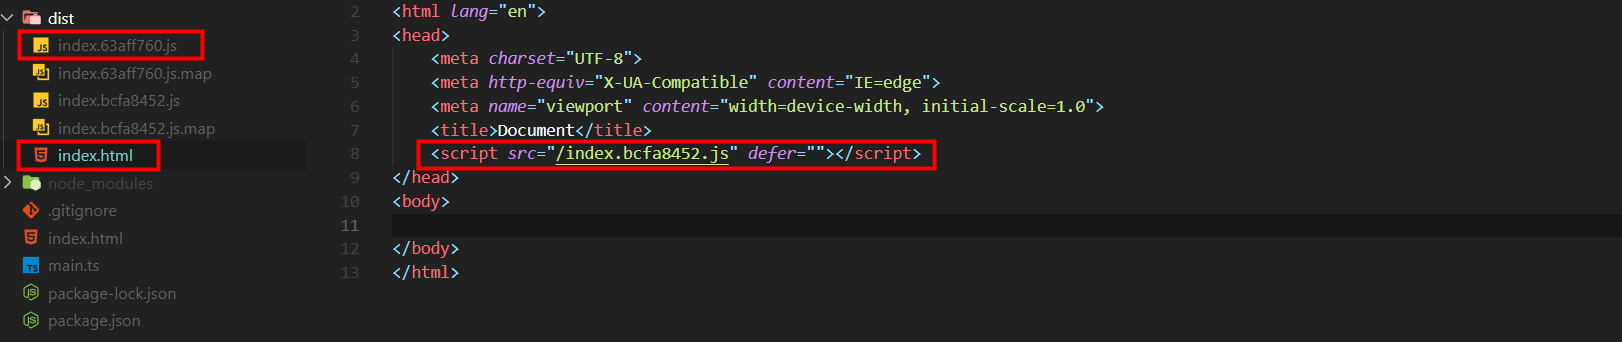 dist
index.63aff760.js
index.63aff760.js.map
index.bcfa8452.js
index.bcfa8452.js.map
index.html
node_modules
.gitignore
index.html
main.ts
package-lock.json
package.json
2 <html lang="en">
3 <head>
4 <meta charset="UTF-8">
5 <meta http-equiv="X-UA-Compatible" content="IE=edge">
6 <meta name="viewport" content="width=device-width, initial-scale=1.0">
7 <title>Document</title>
8 <script src="/index.bcfa8452.js" defer=""></script>
9 </head>
10 <body>
11
12 </body>
13 </html>